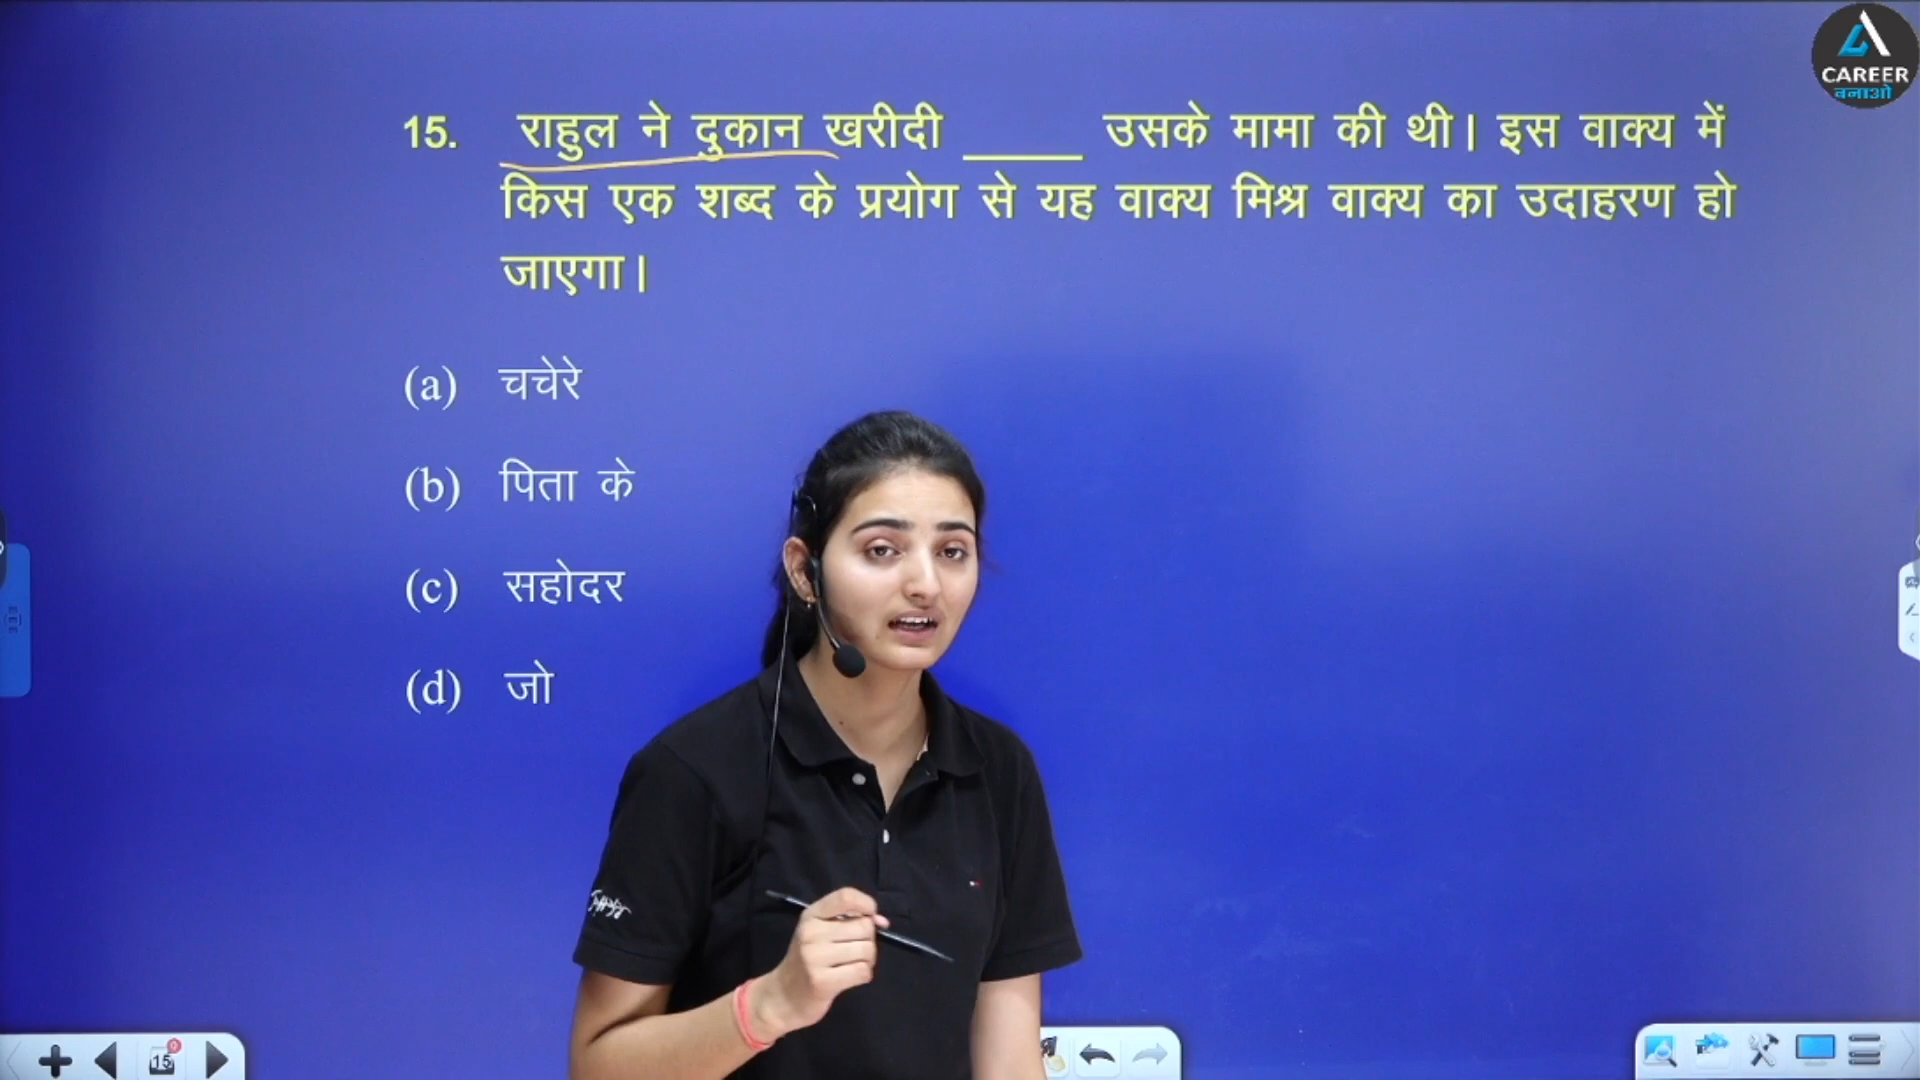 CAREER
बनाओ
15. राहुल ने दुकान खरीदी _____ उसके मामा की थी। इस वाक्य में
किस एक शब्द के प्रयोग से यह वाक्य मिश्र वाक्य का उदाहरण हो
जाएगा।
(a) चचेरे
(b) पिता के
(c) सहोदर
(d) जो
15